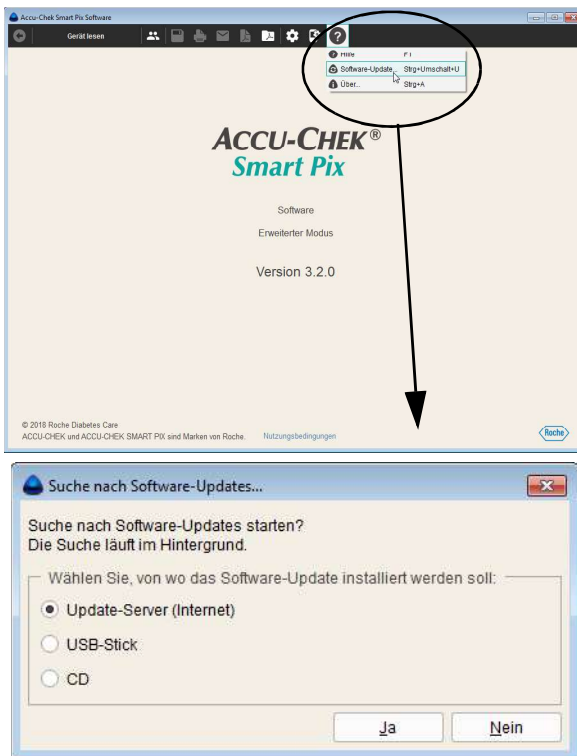 Accu-Chek Smart Pix Software
Gerät lesen
?
Hilfe F1
Software-Update... Strg+Umschalt+U
Über... Strg+A
ACCU-CHEK®
Smart Pix
Software
Erweiterter Modus
Version 3.2.0
© 2018 Roche Diabetes Care
ACCU-CHEK und ACCU-CHEK SMART PIX sind Marken von Roche. Nutzungsbedingungen
Roche
Suche nach Software-Updates...
Suche nach Software-Updates starten?
Die Suche läuft im Hintergrund.
Wählen Sie, von wo das Software-Update installiert werden soll:
Update-Server (Internet)
USB-Stick
CD
Ja Nein